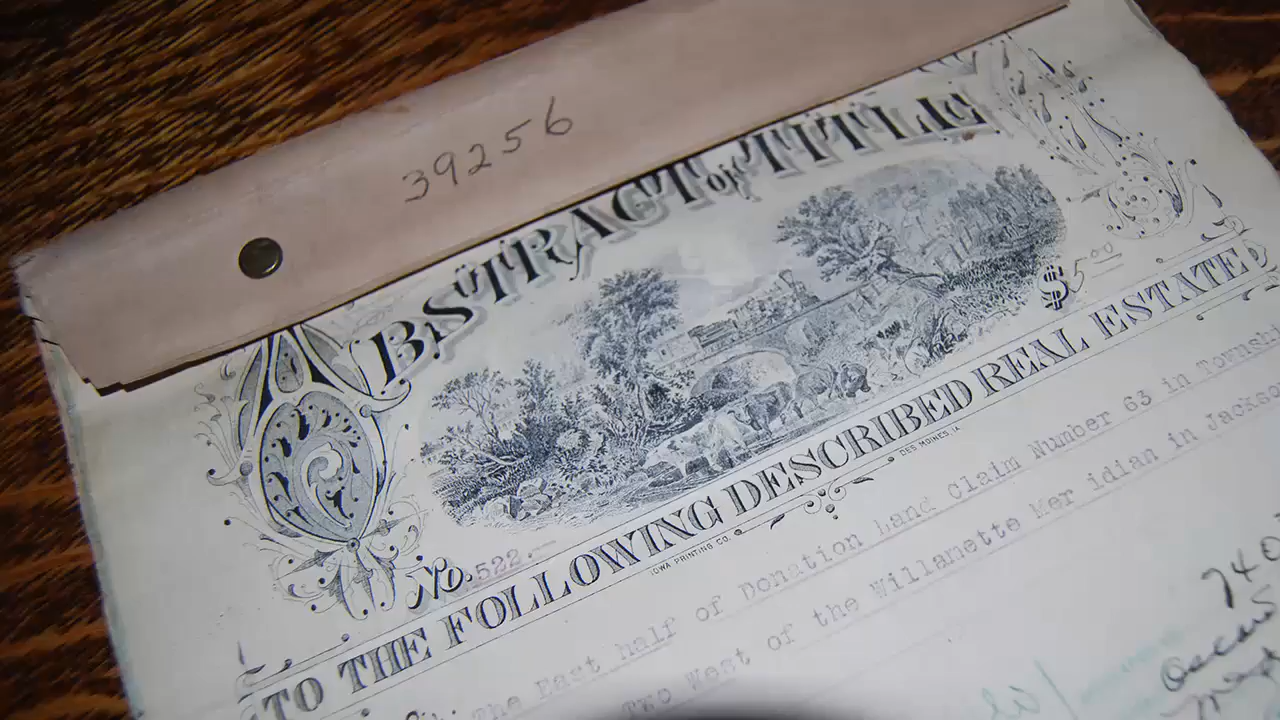 39256
ABSTRACT of TITLE
$5.00
No. 522.—
TO THE FOLLOWING DESCRIBED REAL ESTATE,
IOWA PRINTING CO. DES MOINES, IA
The East half of Donation Land Claim Number 63 in Townshi
Two West of the Willamette Mer idian in Jackso
740
Oscar